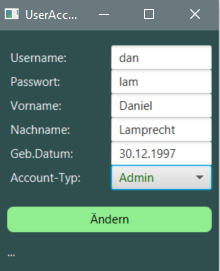 UserAcc...
Username: dan
Passwort: lam
Vorname: Daniel
Nachname: Lamprecht
Geb.Datum: 30.12.1997
Account-Typ: Admin
Ändern
...